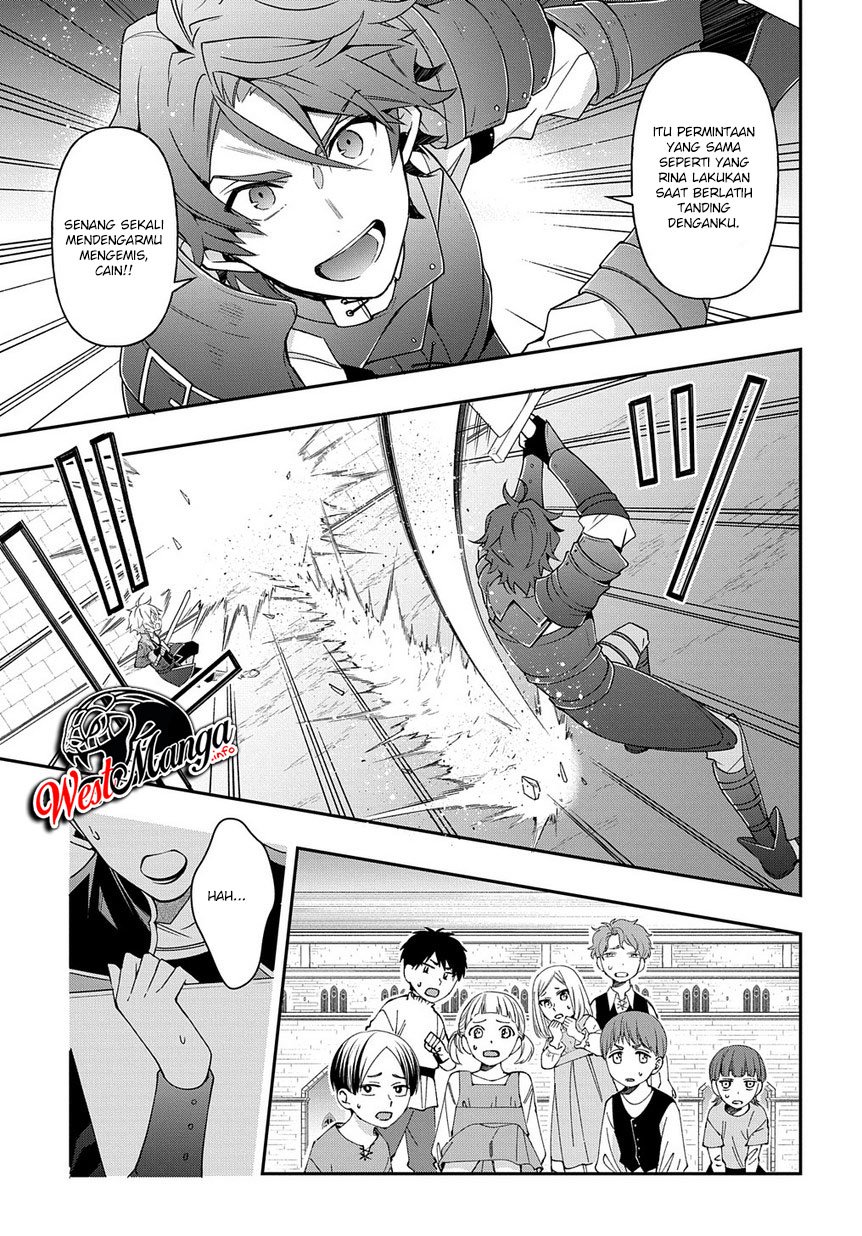 ITU PERMINTAAN
YANG SAMA
SEPERTI YANG
RINA LAKUKAN
SAAT BERLATIH
TANDING
DENGANKU.
SENANG SEKALI
MENDENGARMU
MENGEMIS,
CAIN!!
WestManga
.info
HAH...